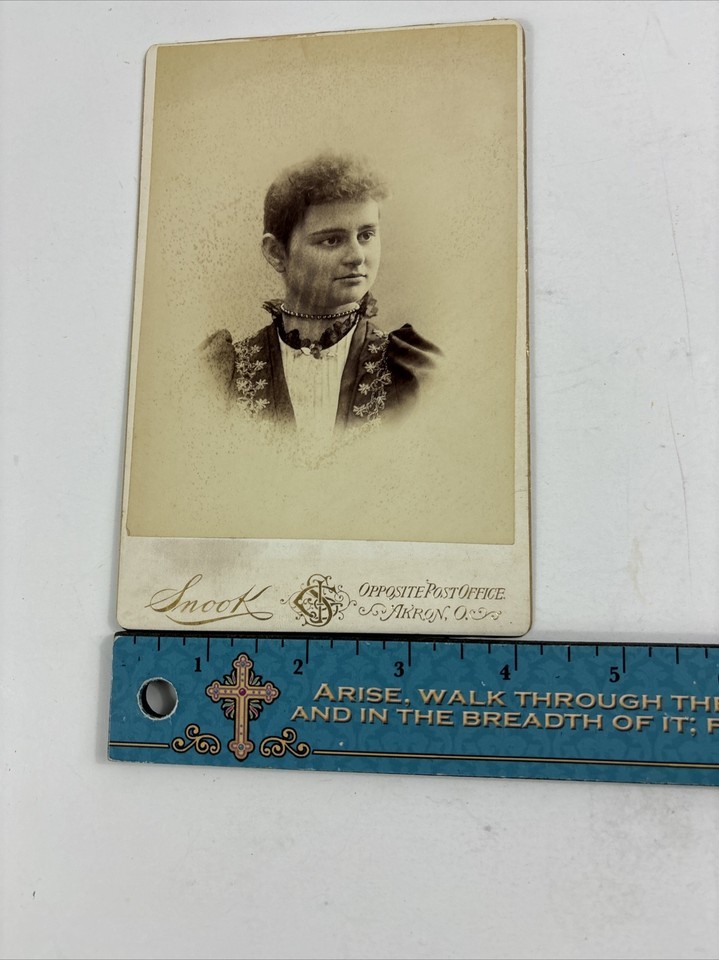 Snook
OPPOSITE POST OFFICE.
AKRON, O.
1 2 3 4 5
ARISE, WALK THROUGH THE
AND IN THE BREADTH OF IT; F